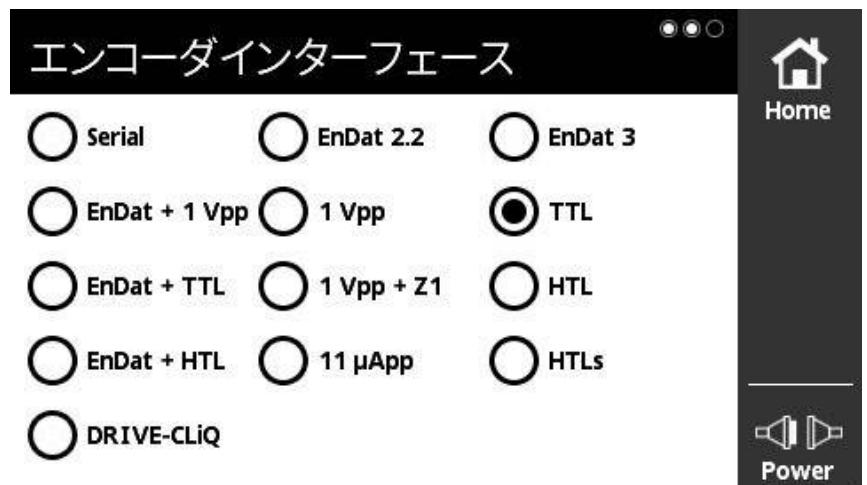 エンコーダインターフェース
Home
Serial
EnDat 2.2
EnDat 3
EnDat + 1 Vpp
1 Vpp
TTL
EnDat + TTL
1 Vpp + Z1
HTL
EnDat + HTL
11 µApp
HTLs
DRIVE-CLiQ
Power